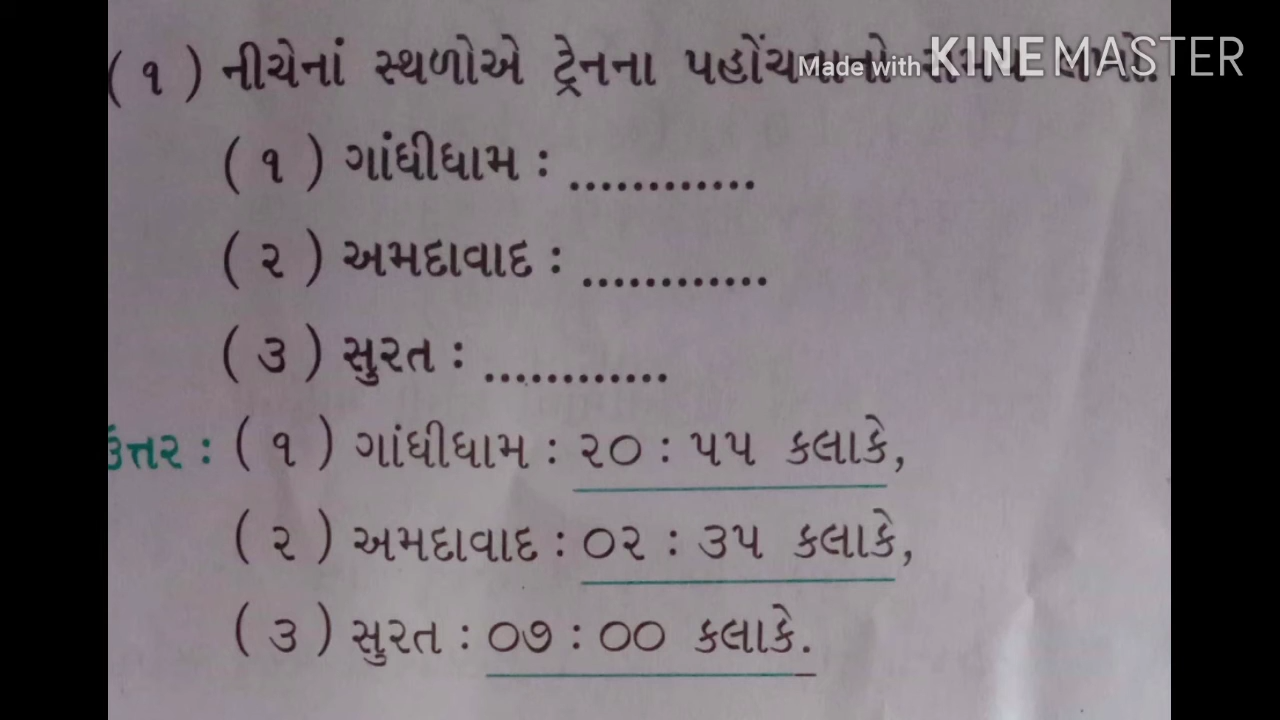 (૧) નીચેનાં સ્થળોએ ટ્રેનના
Made with KINEMASTER
(૧) ગાંધીધામ : ............
(૨) અમદાવાદ : ............
(૩) સુરત : ............
ઉત્તર : (૧) ગાંધીધામ : ૨૦ : ૫૫ કલાકે,
(૨) અમદાવાદ : ૦૨ : ૩૫ કલાકે,
(૩) સુરત : ૦૭ : ૦૦ કલાકે.